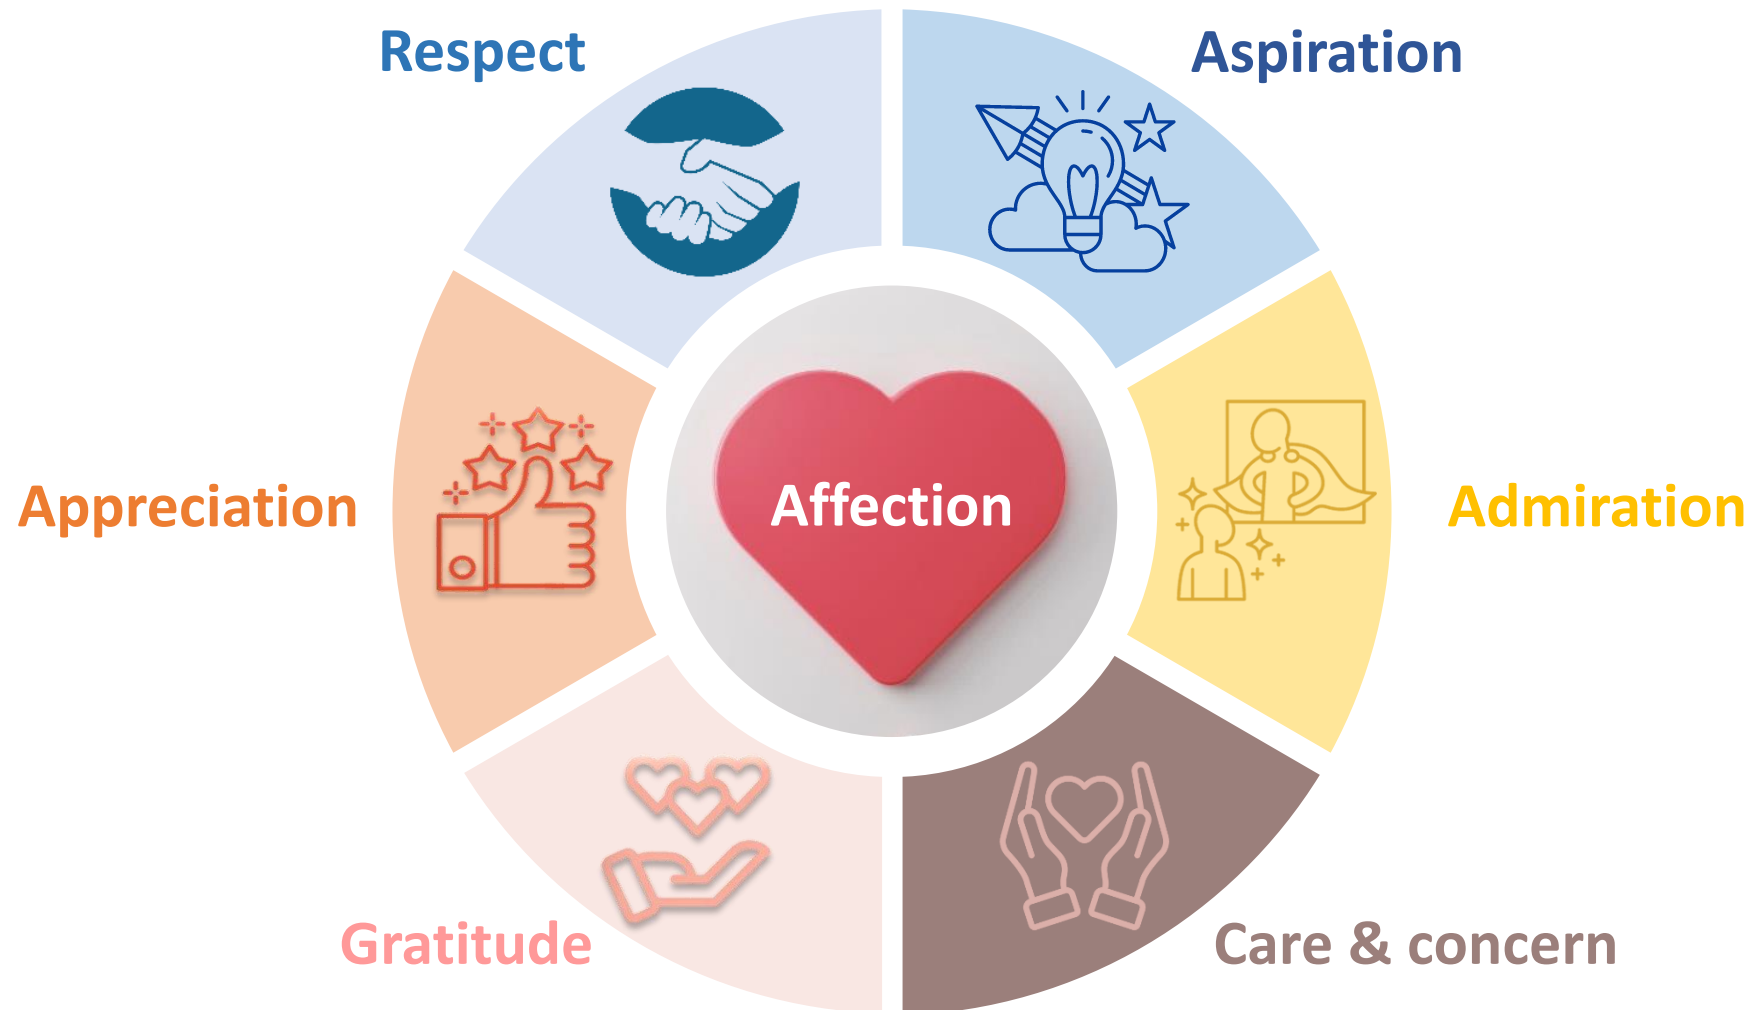 Respect
Aspiration
Appreciation
Affection
Admiration
Gratitude
Care & concern